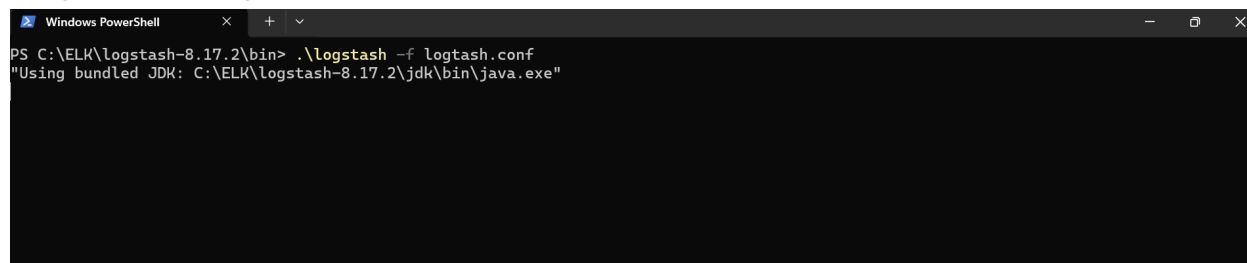 Windows PowerShell
PS C:\ELK\logstash-8.17.2\bin> .\logstash -f logtash.conf
"Using bundled JDK: C:\ELK\logstash-8.17.2\jdk\bin\java.exe"